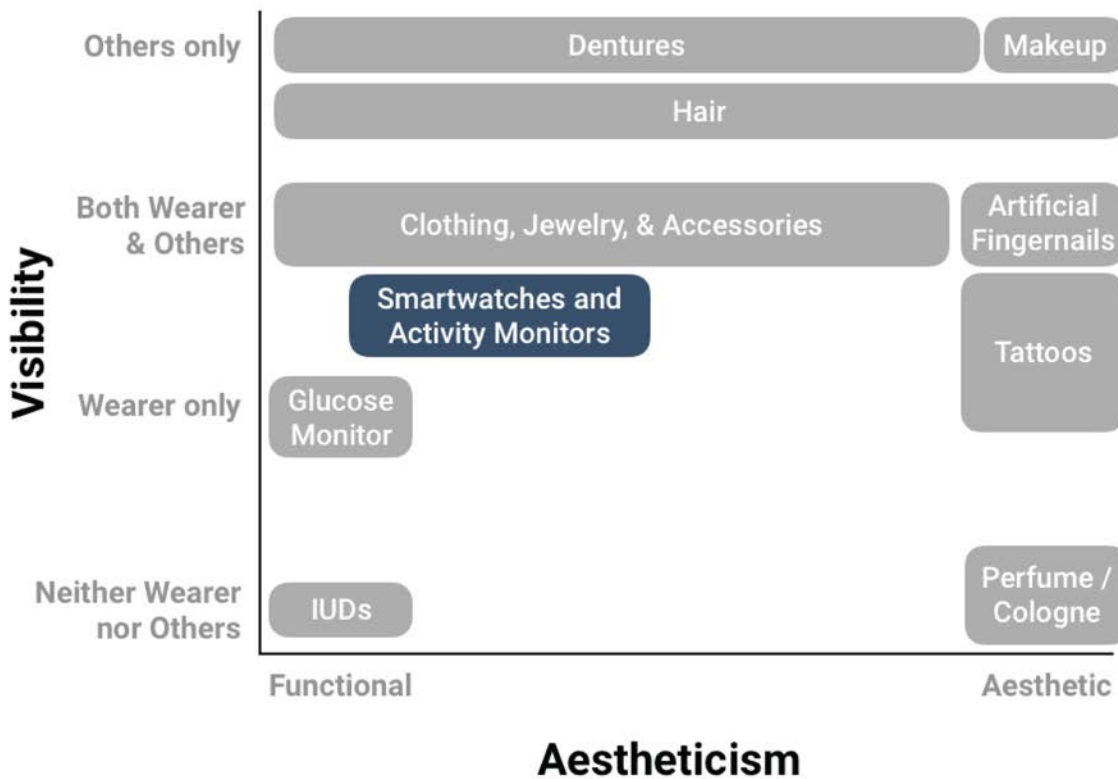 Others only
Dentures
Makeup
Hair
Both Wearer
& Others
Clothing, Jewelry, & Accessories
Artificial
Fingernails
Visibility
Smartwatches and
Activity Monitors
Tattoos
Wearer only
Glucose
Monitor
Neither Wearer
nor Others
IUDs
Perfume /
Cologne
Functional
Aesthetic
Aestheticism